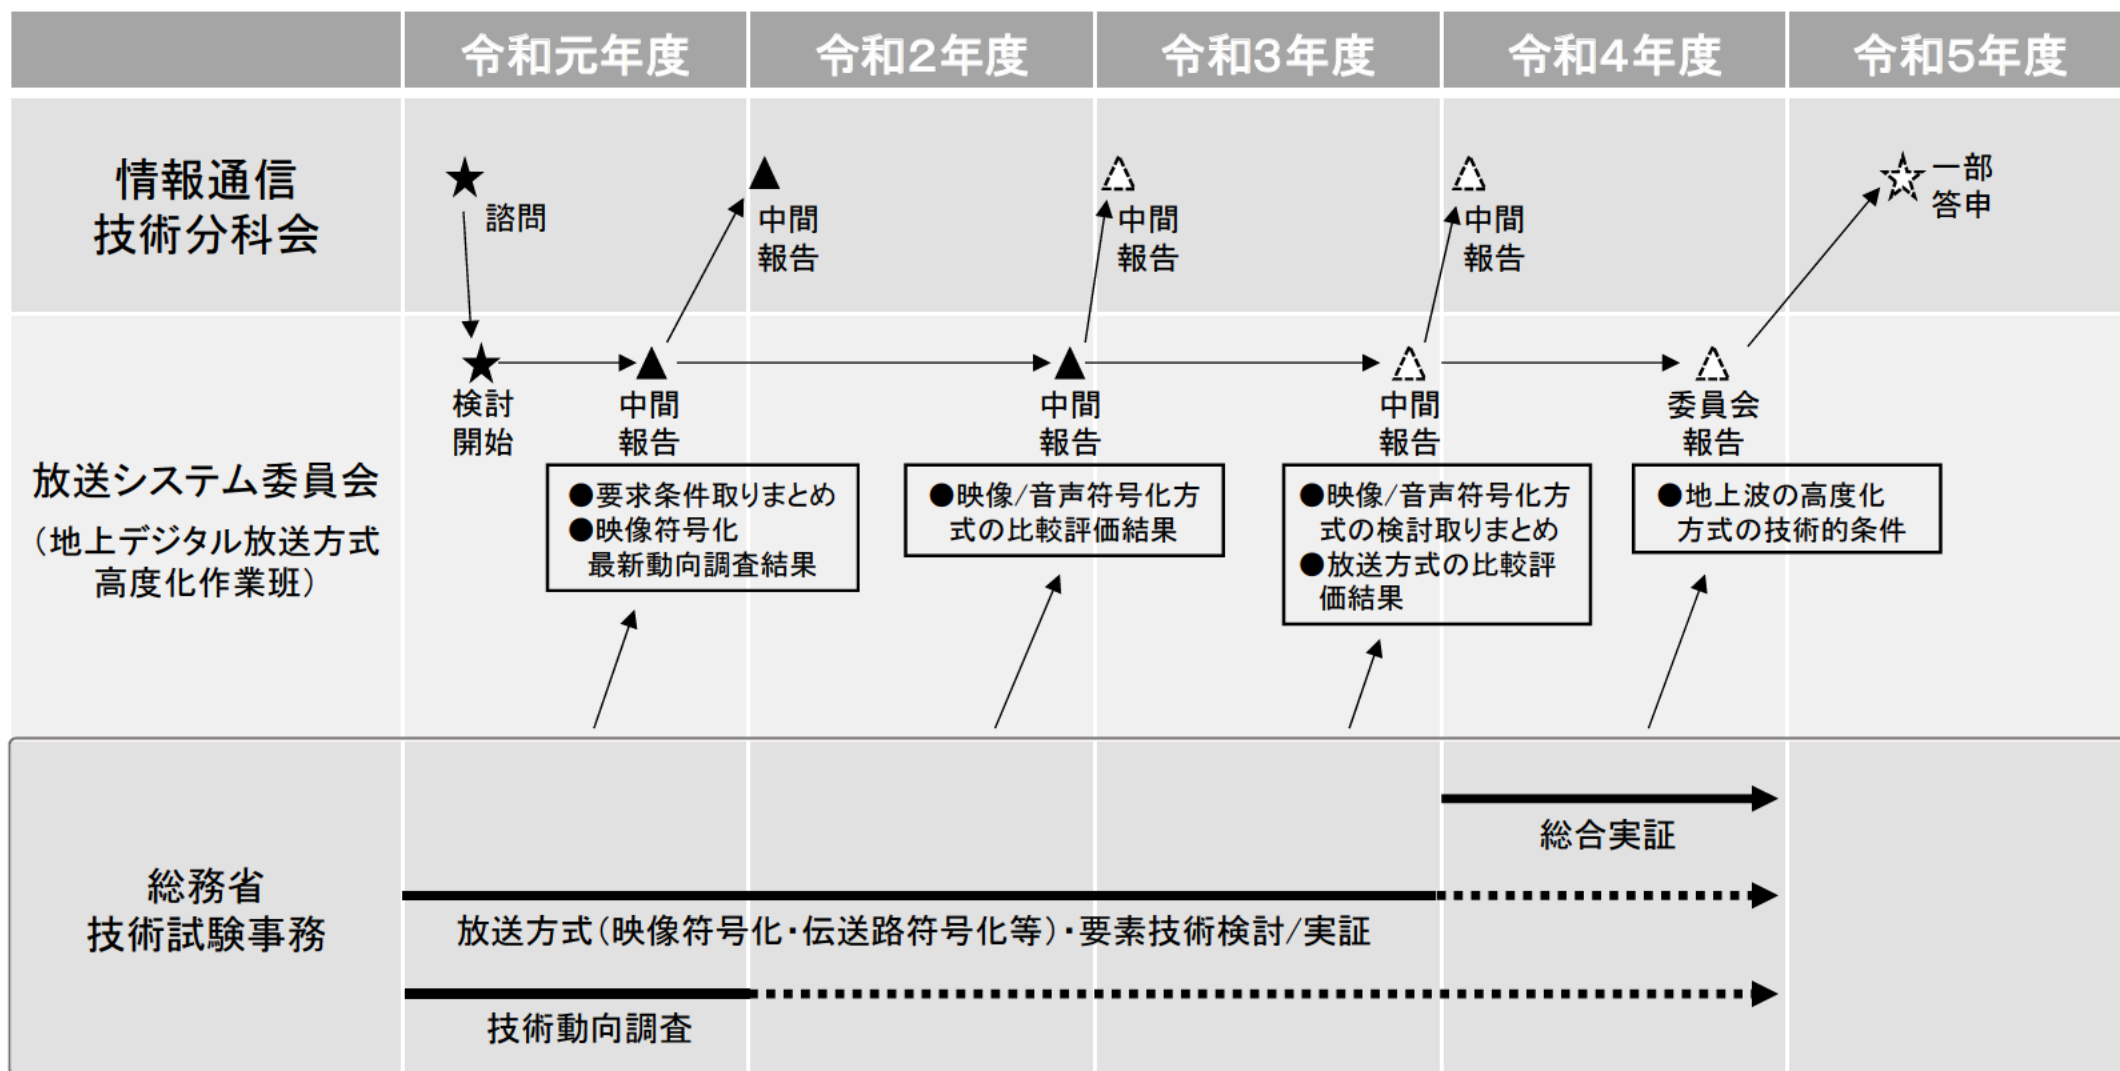 令和元年度
令和2年度
令和3年度
令和4年度
令和5年度
情報通信
技術分科会
諮問
中間
報告
中間
報告
中間
報告
一部
答申
放送システム委員会
（地上デジタル放送方式
高度化作業班）
検討
開始
中間
報告
●要求条件取りまとめ
●映像符号化
最新動向調査結果
中間
報告
●映像/音声符号化方
式の比較評価結果
中間
報告
●映像/音声符号化方
式の検討取りまとめ
●放送方式の比較評
価結果
委員会
報告
●地上波の高度化
方式の技術的条件
総務省
技術試験事務
総合実証
放送方式（映像符号化・伝送路符号化等）・要素技術検討/実証
技術動向調査